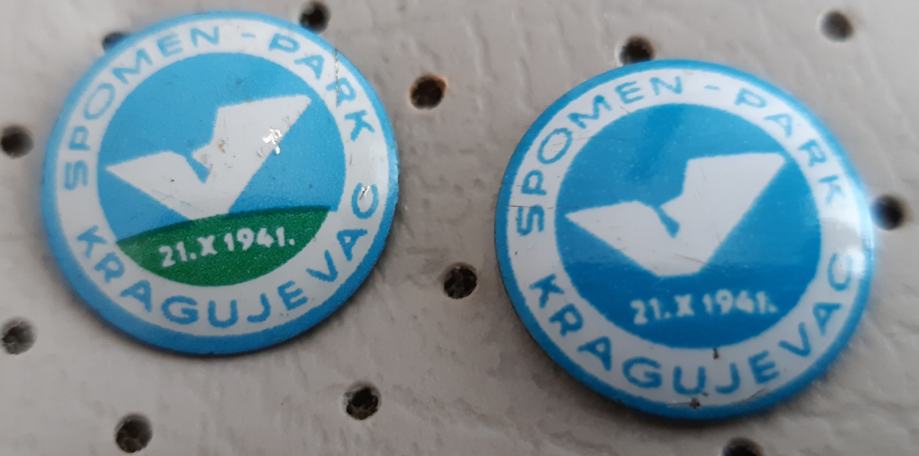 SPOMEN - PARK
KRAGUJEVAC
21.X 1941.
SPOMEN - PARK
KRAGUJEVAC
21.X 1941.